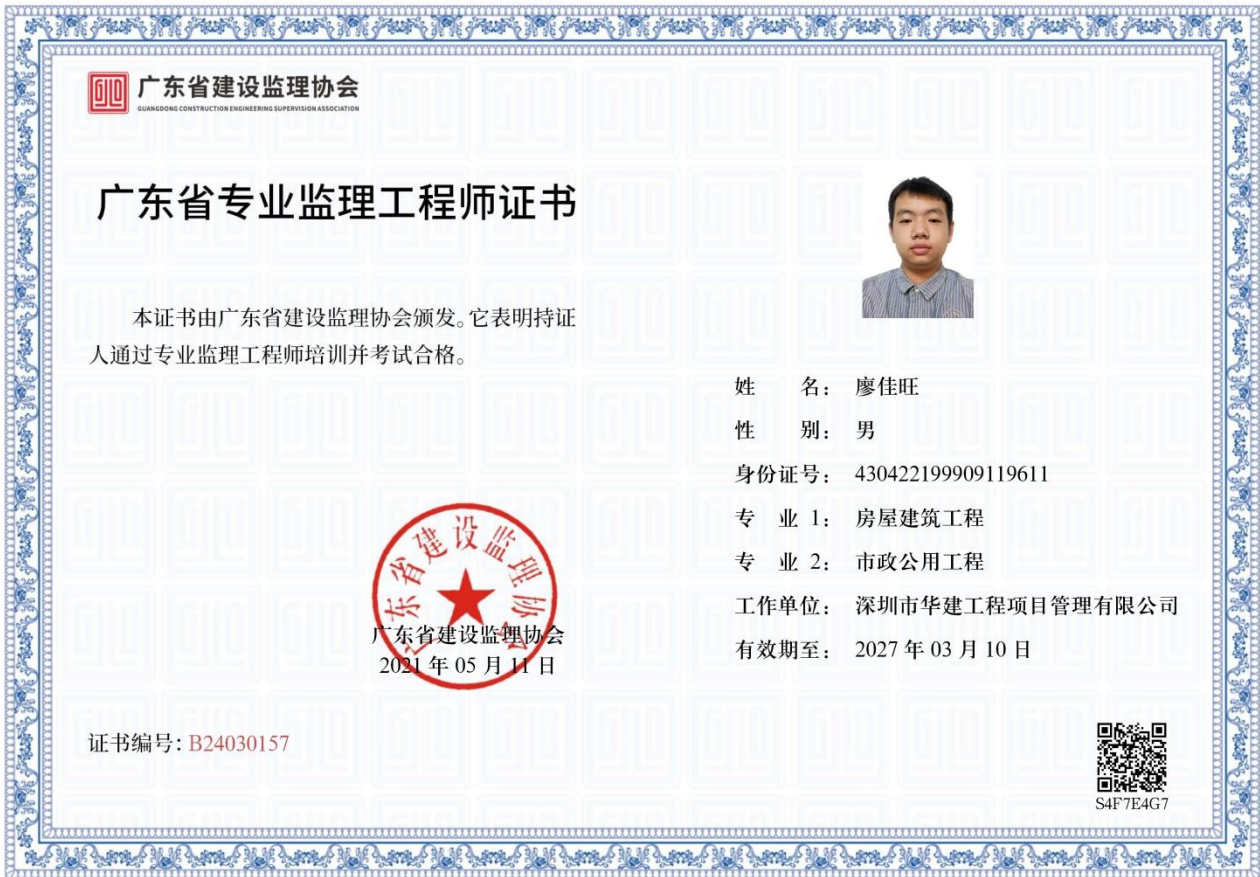 广东省建设监理协会
GUANGDONG CONSTRUCTION ENGINEERING SUPERVISION ASSOCIATION
广东省专业监理工程师证书
本证书由广东省建设监理协会颁发。它表明持证
人通过专业监理工程师培训并考试合格。
姓 名： 廖佳旺
性 别： 男
身份证号： 430422199909119611
专 业 1： 房屋建筑工程
专 业 2： 市政公用工程
工作单位： 深圳市华建工程项目管理有限公司
有效期至： 2027 年 03 月 10 日
广东省建设监理协会
广东省建设监理协会
2021 年 05 月 11 日
证书编号：B24030157
S4F7E4G7